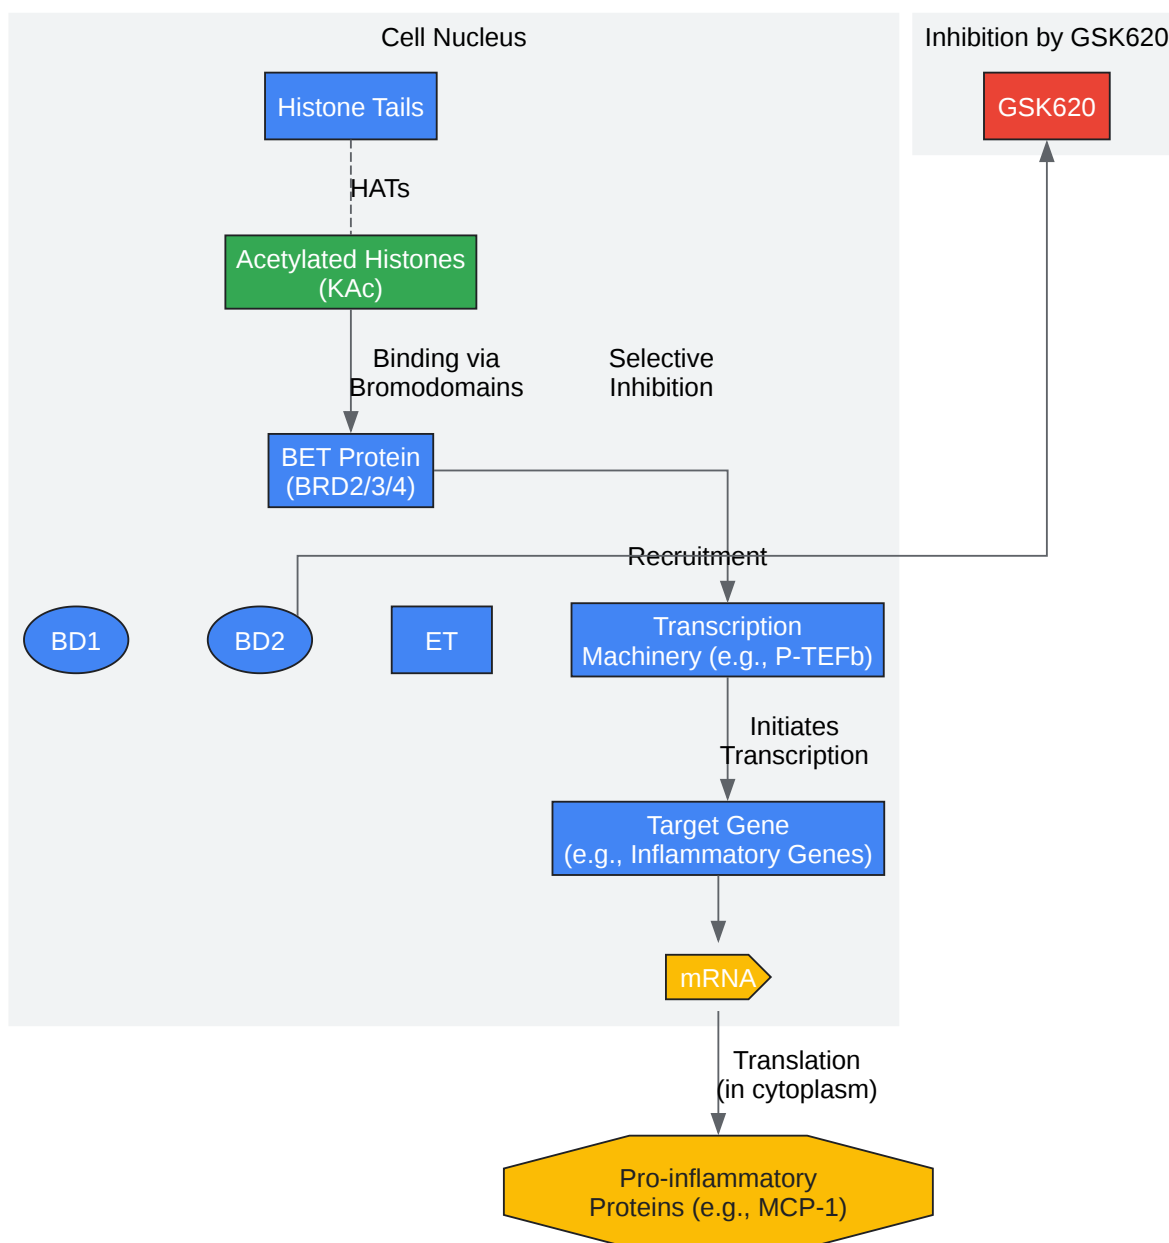 Cell Nucleus
Inhibition by GSK620
Histone Tails
GSK620
HATs
Acetylated Histones
(KAc)
Binding via
Bromodomains
Selective
Inhibition
BET Protein
(BRD2/3/4)
Recruitment
BD1
BD2
ET
Transcription
Machinery (e.g., P-TEFb)
Initiates
Transcription
Target Gene
(e.g., Inflammatory Genes)
mRNA
Translation
(in cytoplasm)
Pro-inflammatory
Proteins (e.g., MCP-1)